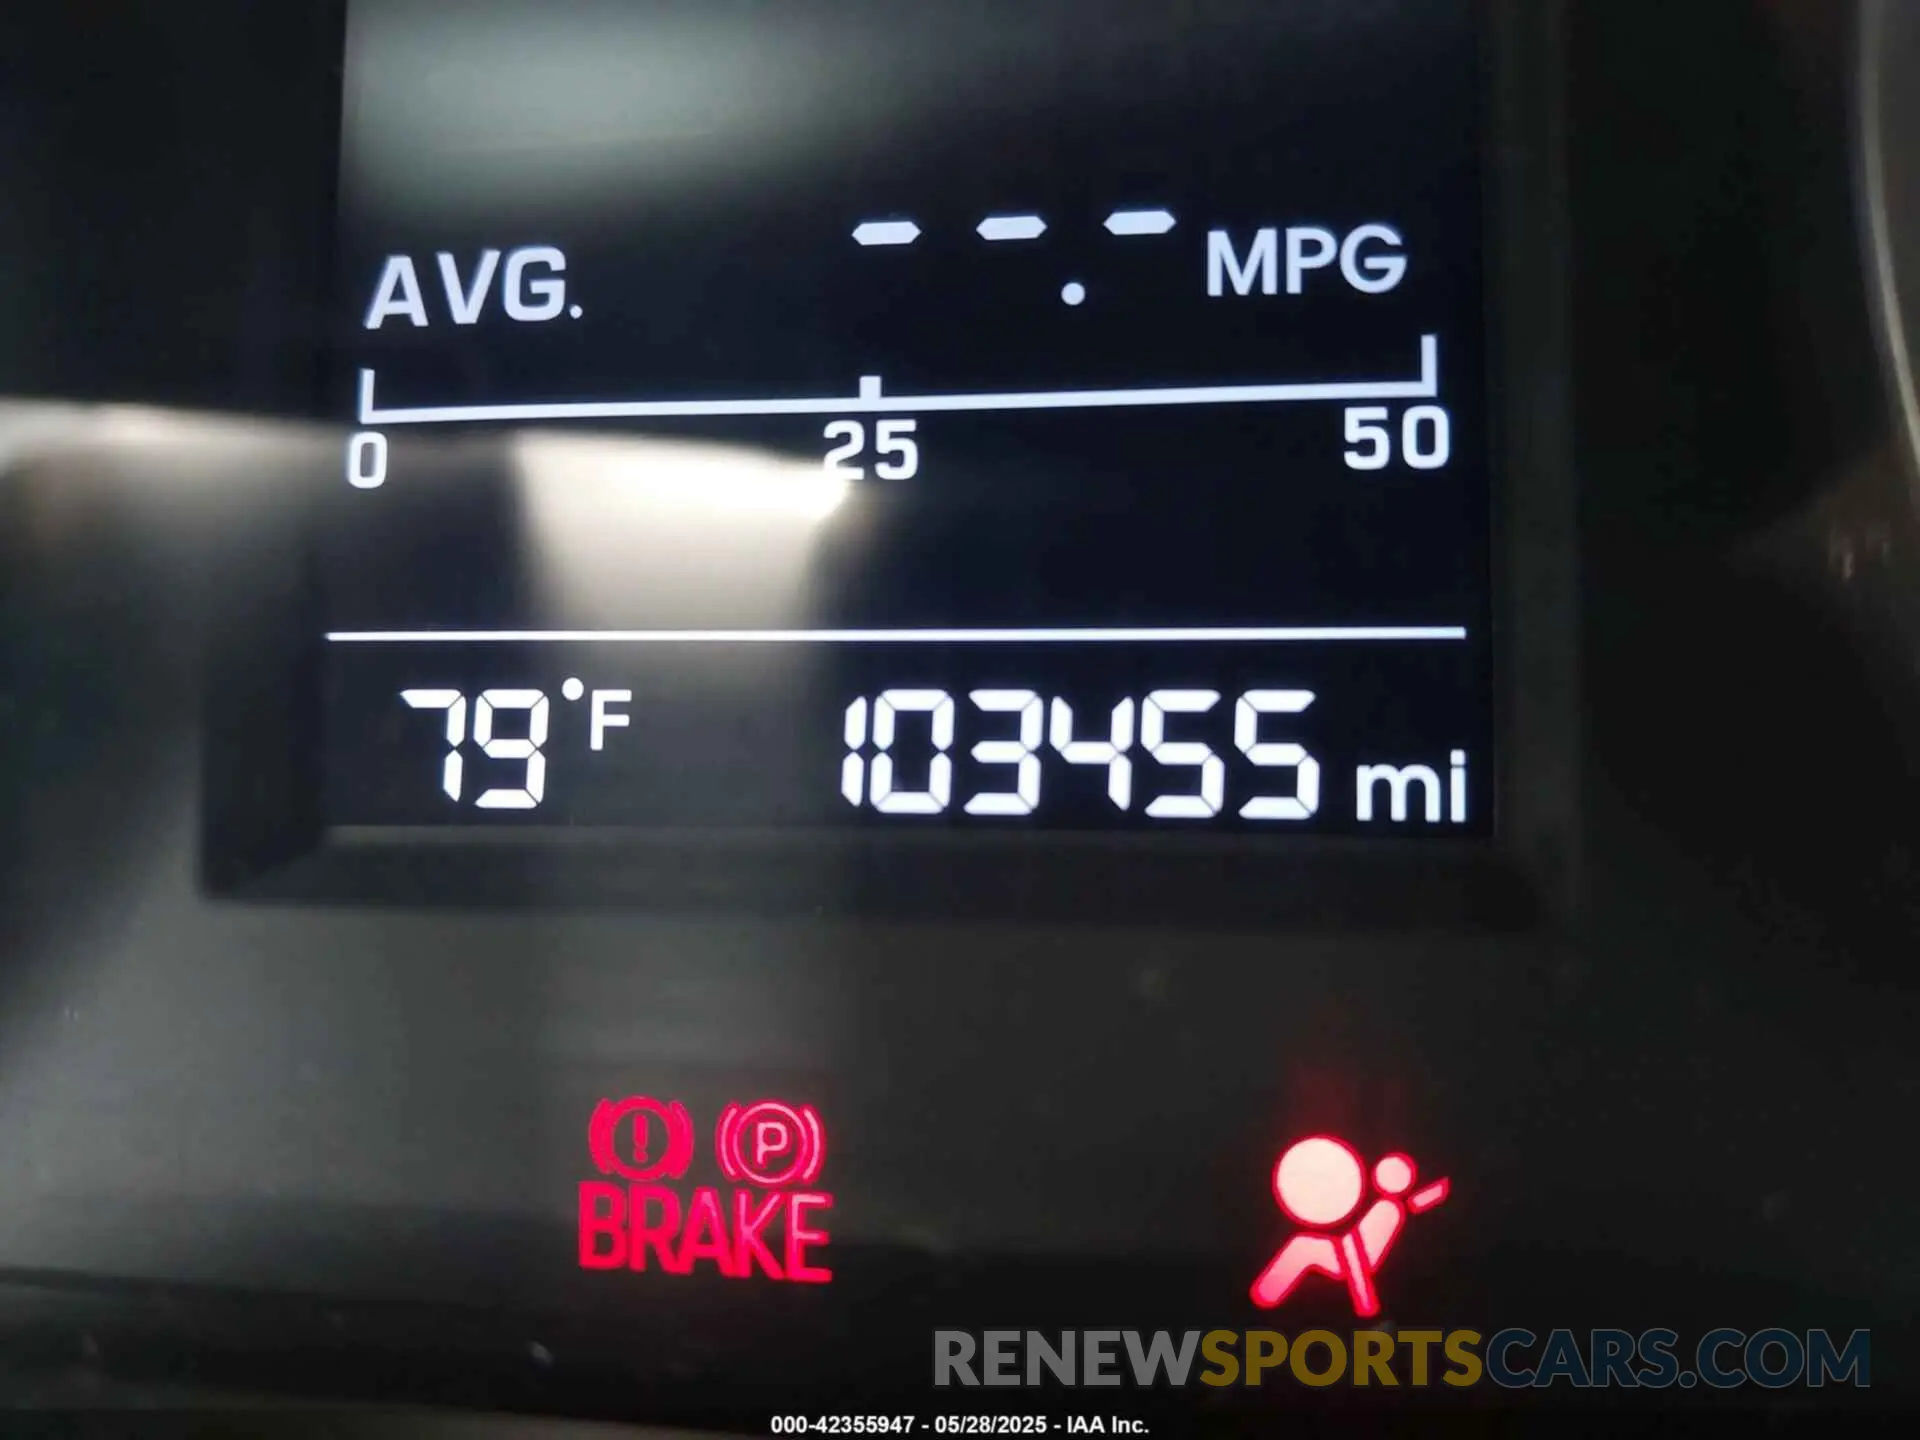 AVG. - - . - MPG
0 25 50
79°F 103455 mi
! P
BRAKE
RENEWSPORTSCARS.COM
000-42355947 - 05/28/2025 - IAA Inc.